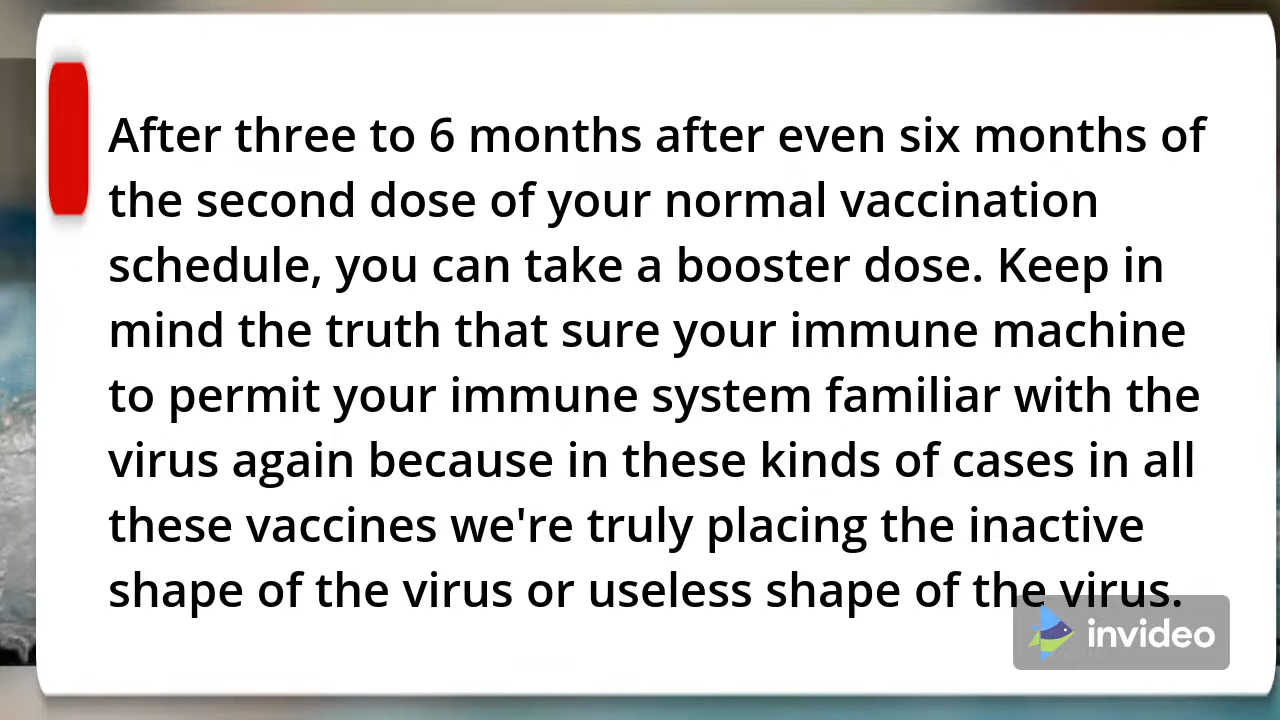 After three to 6 months after even six months of
the second dose of your normal vaccination
schedule, you can take a booster dose. Keep in
mind the truth that sure your immune machine
to permit your immune system familiar with the
virus again because in these kinds of cases in all
these vaccines we're truly placing the inactive
shape of the virus or useless shape of the virus.
invideo